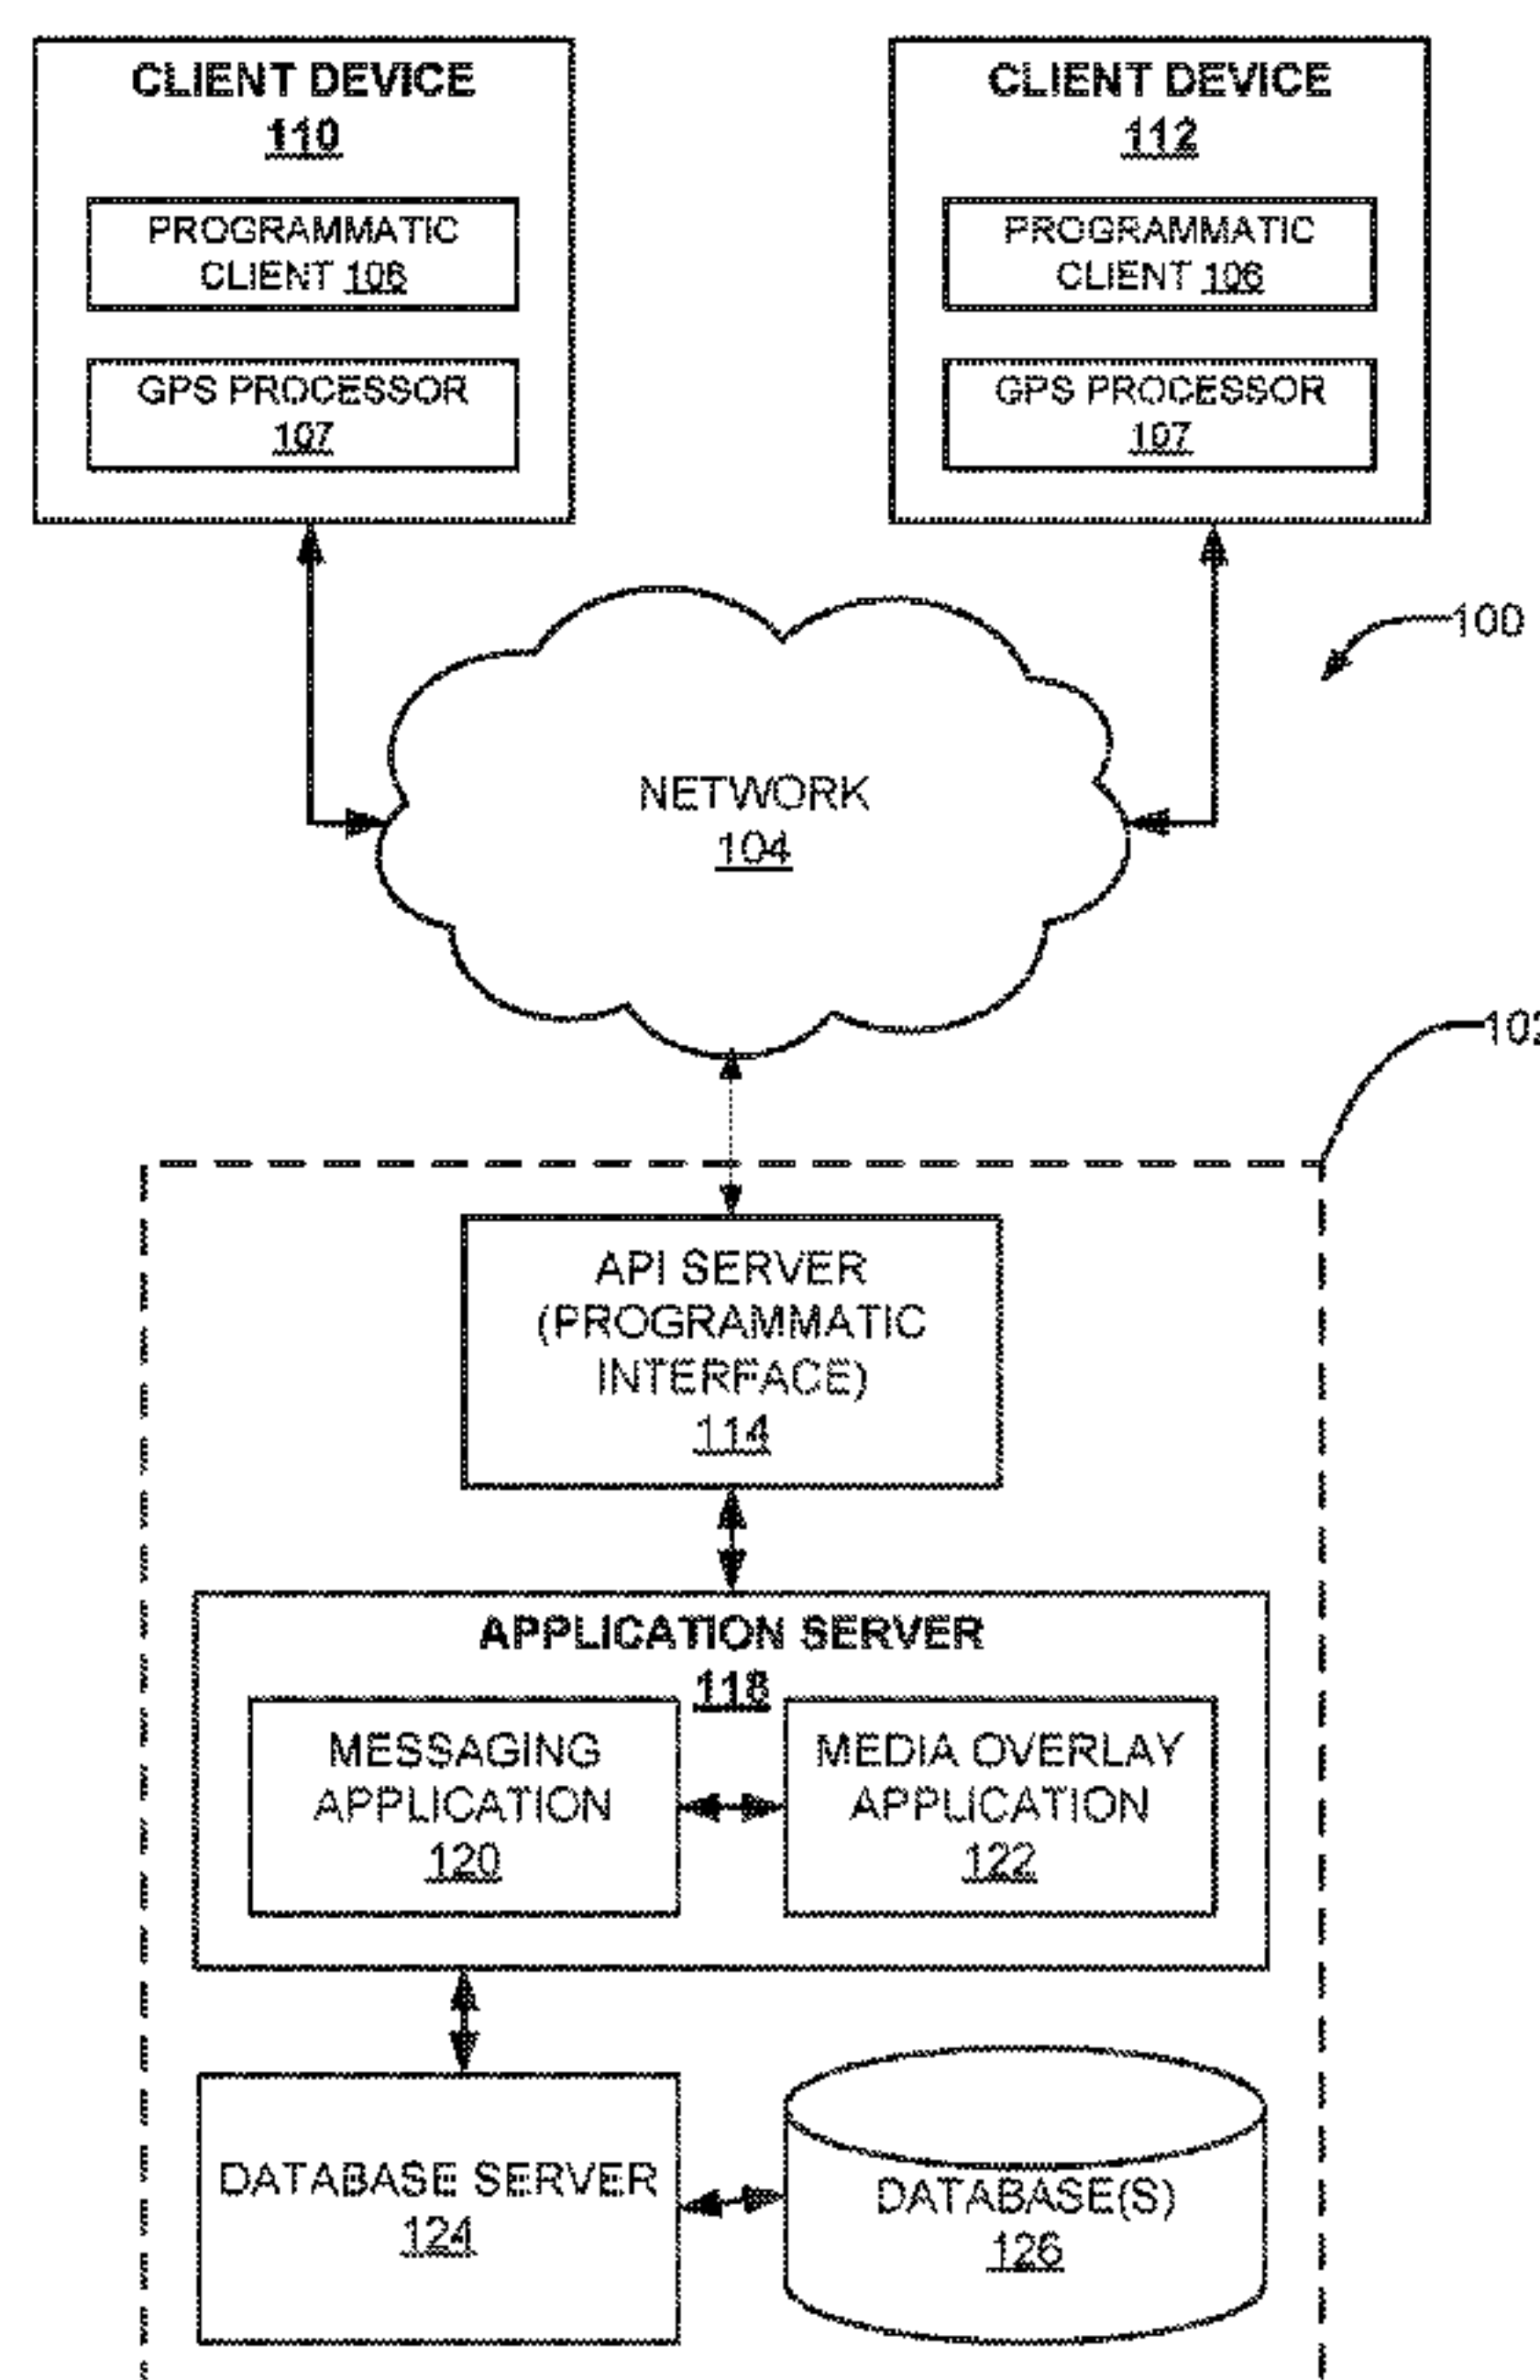 CLIENT DEVICE
110
PROGRAMMATIC
CLIENT 106
GPS PROCESSOR
107
CLIENT DEVICE
112
PROGRAMMATIC
CLIENT 106
GPS PROCESSOR
107
100
NETWORK
104
102
API SERVER
(PROGRAMMATIC
INTERFACE)
114
APPLICATION SERVER
118
MESSAGING
APPLICATION
120
MEDIA OVERLAY
APPLICATION
122
DATABASE SERVER
124
DATABASE(S)
126